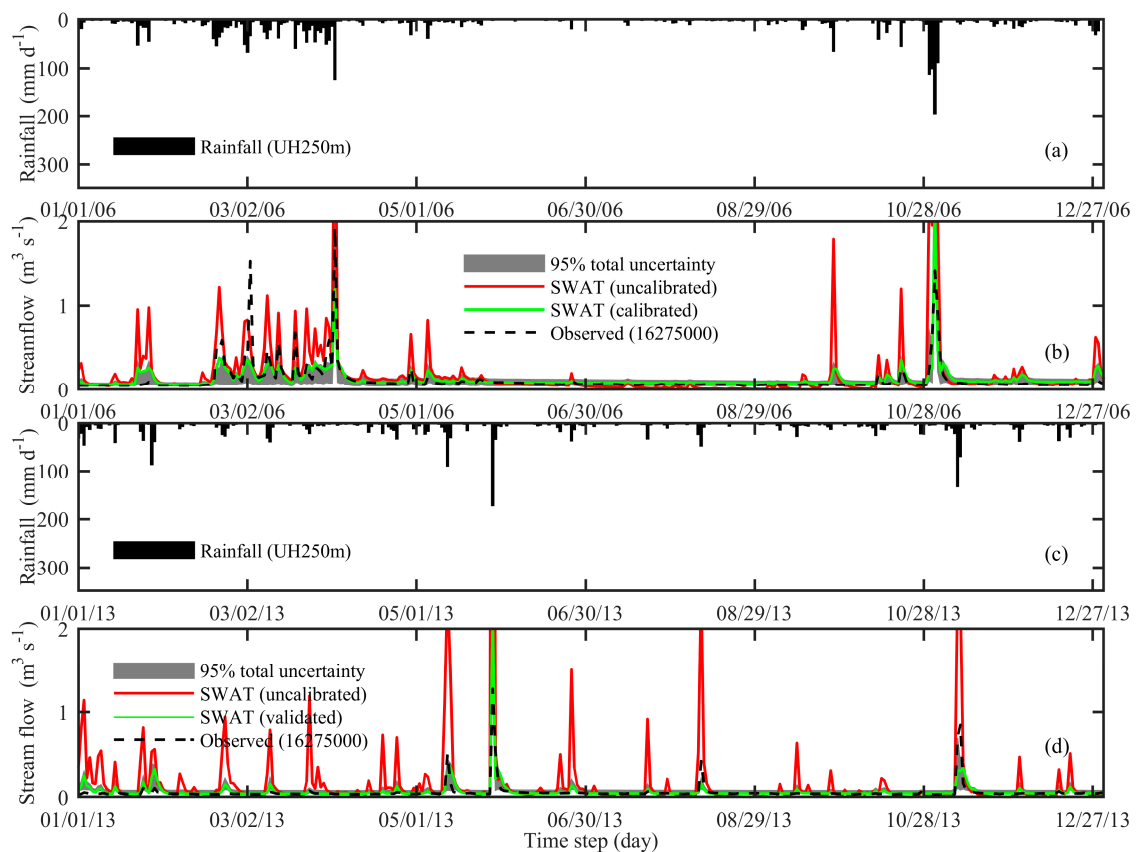 0
100
200
300
Rainfall (mm d⁻¹)
Rainfall (UH250m)
(a)
01/01/06 03/02/06 05/01/06 06/30/06 08/29/06 10/28/06 12/27/06
2
1
0
Streamflow (m³ s⁻¹)
95% total uncertainty
SWAT (uncalibrated)
SWAT (calibrated)
Observed (16275000)
(b)
01/01/06 03/02/06 05/01/06 06/30/06 08/29/06 10/28/06 12/27/06
0
100
200
300
Rainfall (mm d⁻¹)
Rainfall (UH250m)
(c)
01/01/13 03/02/13 05/01/13 06/30/13 08/29/13 10/28/13 12/27/13
2
1
0
Stream flow (m³ s⁻¹)
95% total uncertainty
SWAT (uncalibrated)
SWAT (validated)
Observed (16275000)
(d)
01/01/13 03/02/13 05/01/13 06/30/13 08/29/13 10/28/13 12/27/13
Time step (day)